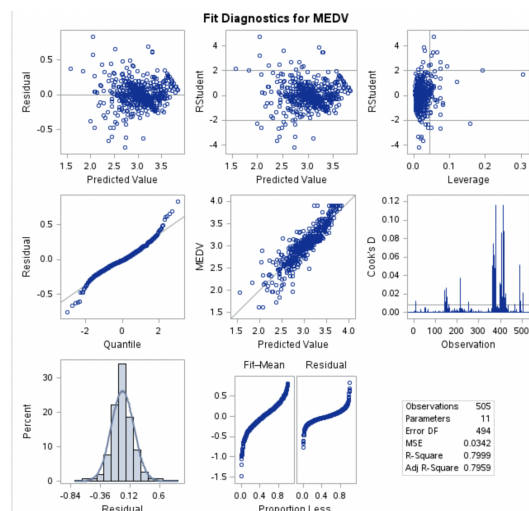 Fit Diagnostics for MEDV
Residual
0.5
0.0
-0.5
1.5 2.0 2.5 3.0 3.5
Predicted Value
RStudent
4
2
0
-2
-4
1.5 2.0 2.5 3.0 3.5
Predicted Value
RStudent
4
2
0
-2
-4
0.0 0.1 0.2 0.3
Leverage
Residual
0.5
0.0
-0.5
-2 0 2
Quantile
MEDV
4.0
3.5
3.0
2.5
2.0
1.5
1.5 2.0 2.5 3.0 3.5 4.0
Predicted Value
Cook's D
0.12
0.09
0.06
0.03
0.00
0 100 200 300 400 500
Observation
Percent
30
20
10
0
-0.84 -0.36 0.12 0.6
Residual
Fit–Mean Residual
0.5
0.0
-0.5
-1.0
-1.5
0.0 0.4 0.8 0.0 0.4 0.8
Proportion Less
Observations 505
Parameters 11
Error DF 494
MSE 0.0342
R-Square 0.7999
Adj R-Square 0.7959